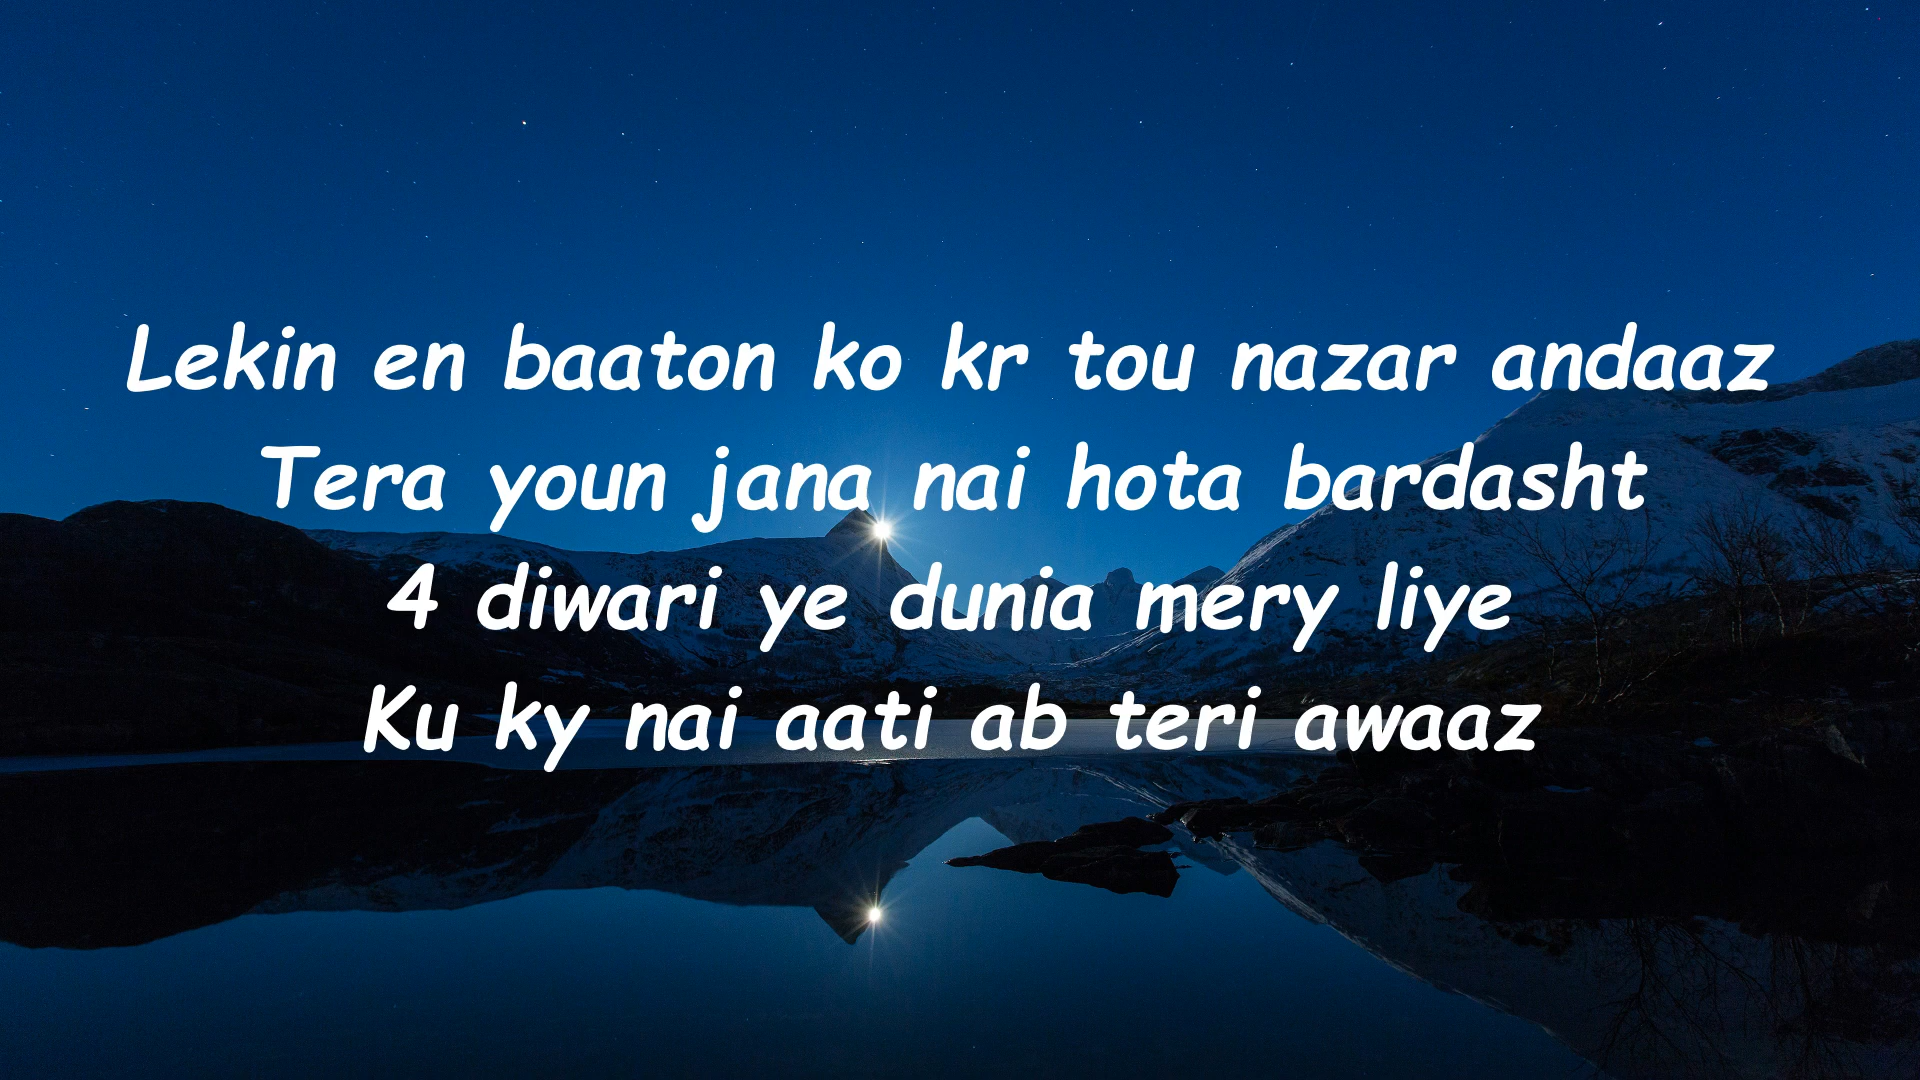 Lekin en baaton ko kr tou nazar andaaz
Tera youn jana nai hota bardasht
4 diwari ye dunia mery liye
Ku ky nai aati ab teri awaaz